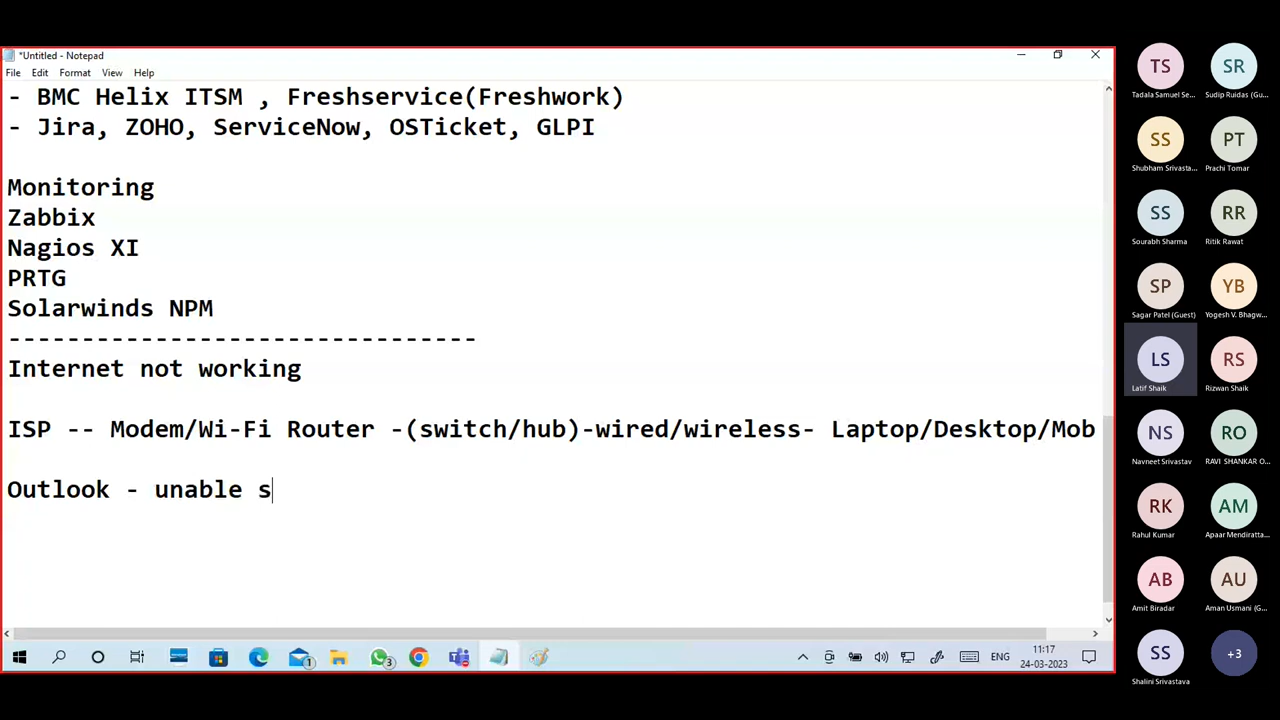 *Untitled - Notepad
File Edit Format View Help
- BMC Helix ITSM , Freshservice(Freshwork)
- Jira, ZOHO, ServiceNow, OSTicket, GLPI
Monitoring
Zabbix
Nagios XI
PRTG
Solarwinds NPM
--------------------------------
Internet not working
ISP -- Modem/Wi-Fi Router -(switch/hub)-wired/wireless- Laptop/Desktop/Mob
Outlook - unable s
1
3
ENG
11:17
24-03-2023
TS SR
Tadala Samuel Se... Sudip Ruidas (Gu...
SS PT
Shubham Srivasta... Prachi Tomar
SS RR
Sourabh Sharma Ritik Rawat
SP YB
Sagar Patel (Guest) Yogesh V. Bhagw...
LS RS
Latif Shaik Rizwan Shaik
NS RO
Navneet Srivastav RAVI SHANKAR O...
RK AM
Rahul Kumar Apaar Mendiratta...
AB AU
Amit Biradar Aman Usmani (G...
SS +3
Shalini Srivastava